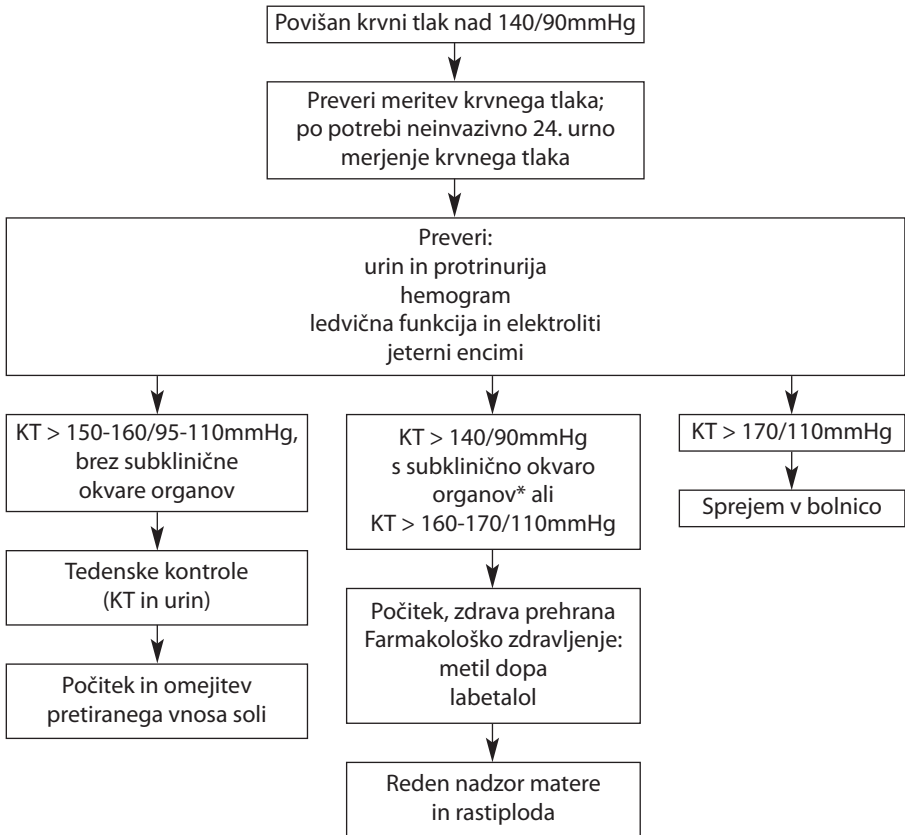 Povišan krvni tlak nad 140/90mmHg
Preveri meritev krvnega tlaka;
po potrebi neinvazivno 24. urno
merjenje krvnega tlaka
Preveri:
urin in protrinurija
hemogram
ledvična funkcija in elektroliti
jeterni encimi
KT > 150-160/95-110mmHg,
brez subklinične
okvare organov
Tedenske kontrole
(KT in urin)
Počitek in omejitev
pretiranega vnosa soli
KT > 140/90mmHg
s subklinično okvaro
organov* ali
KT > 160-170/110mmHg
Počitek, zdrava prehrana
Farmakološko zdravljenje:
metil dopa
labetalol
Reden nadzor matere
in rastiploda
KT > 170/110mmHg
Sprejem v bolnico